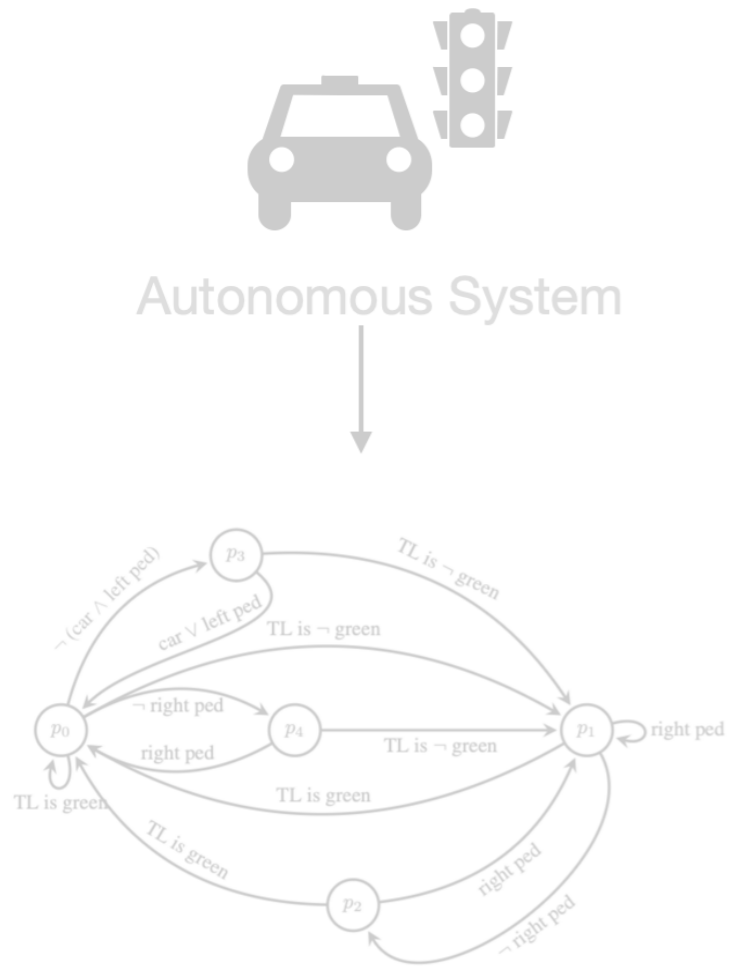 Autonomous System
p₃
TL is ¬ green
¬ (car ∧ left ped)
car ∨ left ped
TL is ¬ green
¬ right ped
p₀
p₄
p₁
right ped
TL is ¬ green
right ped
TL is green
TL is green
TL is green
right ped
p₂
¬ right ped